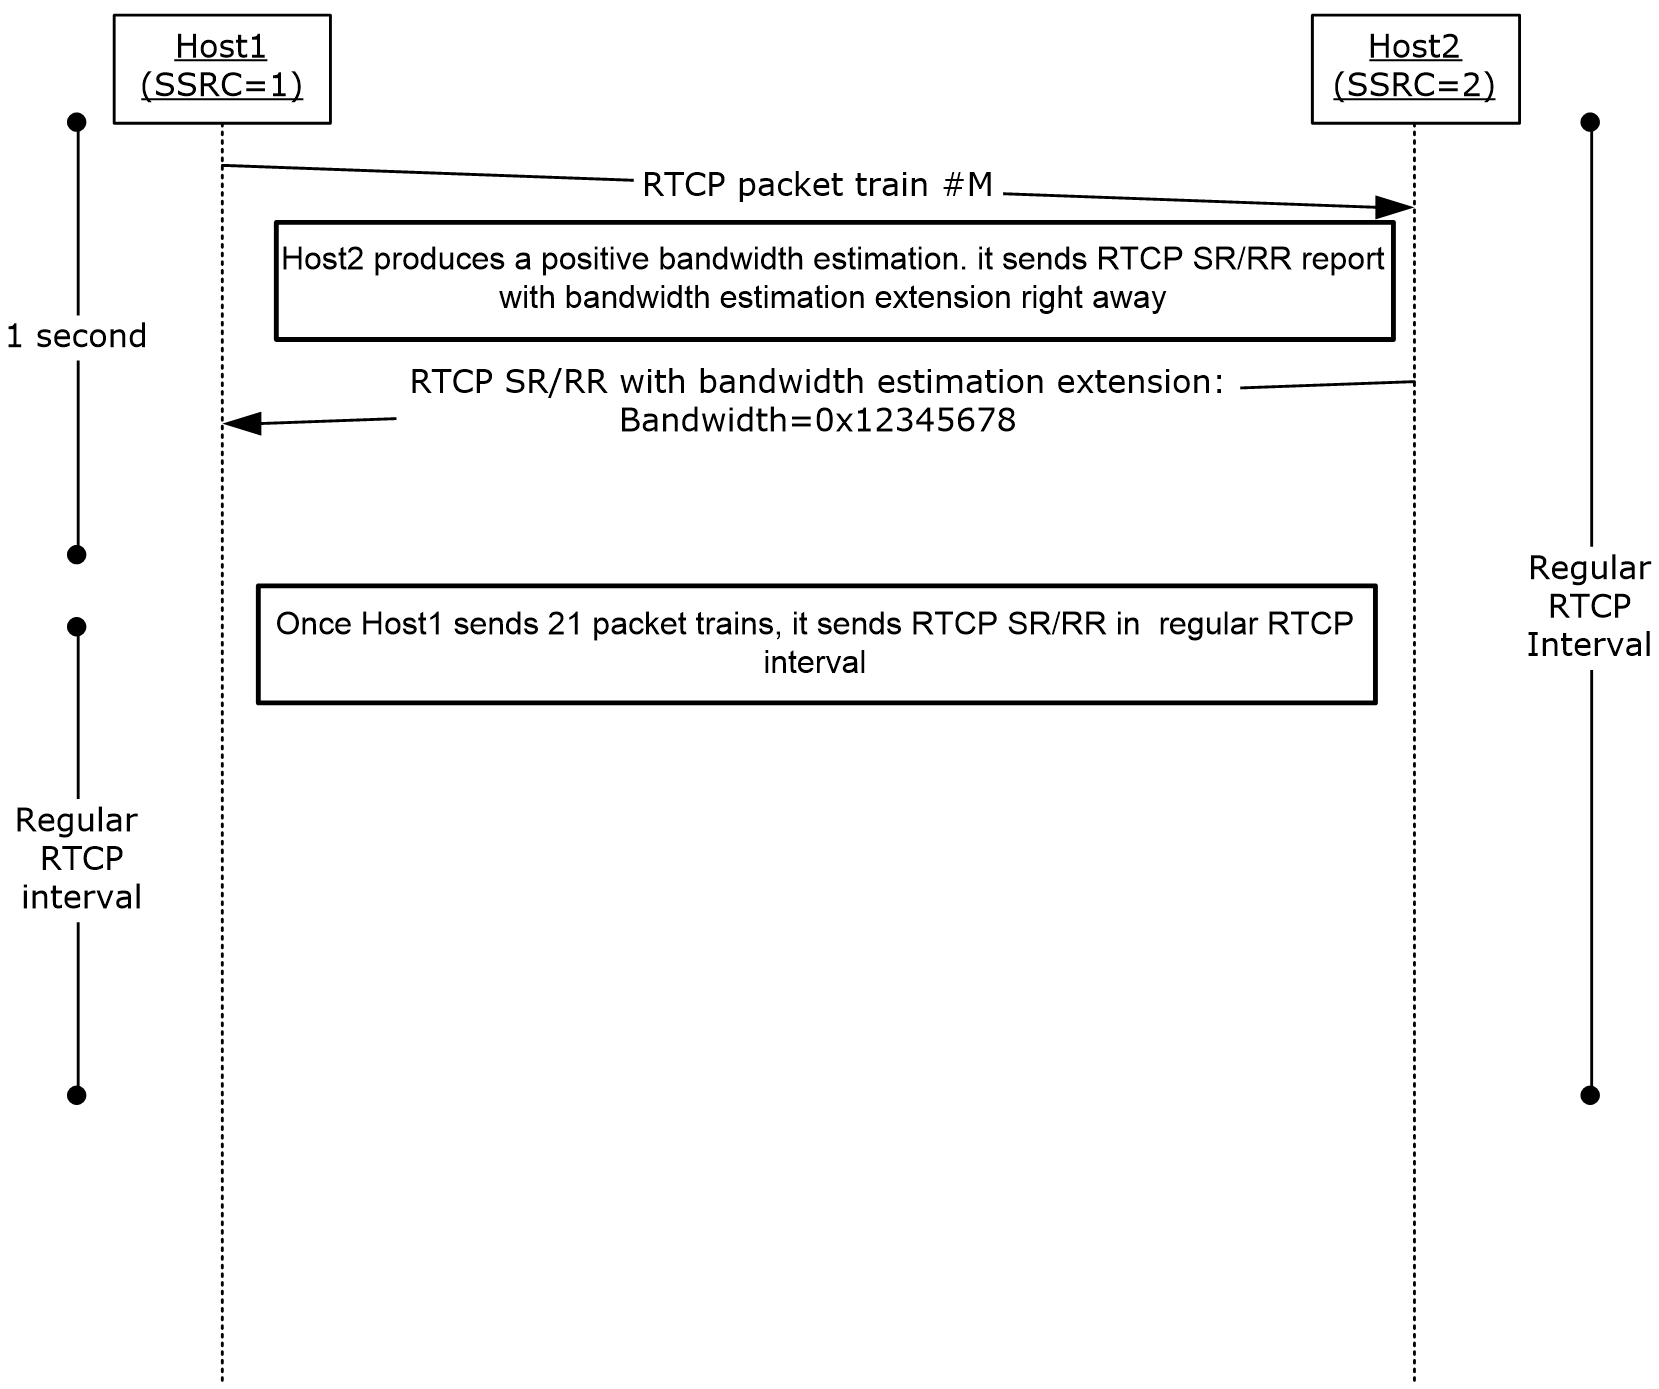 Host1
(SSRC=1)
Host2
(SSRC=2)
RTCP packet train #M
Host2 produces a positive bandwidth estimation. it sends RTCP SR/RR report
with bandwidth estimation extension right away
1 second
RTCP SR/RR with bandwidth estimation extension:
Bandwidth=0x12345678
Regular
RTCP
Interval
Once Host1 sends 21 packet trains, it sends RTCP SR/RR in  regular RTCP
interval
Regular
RTCP
interval